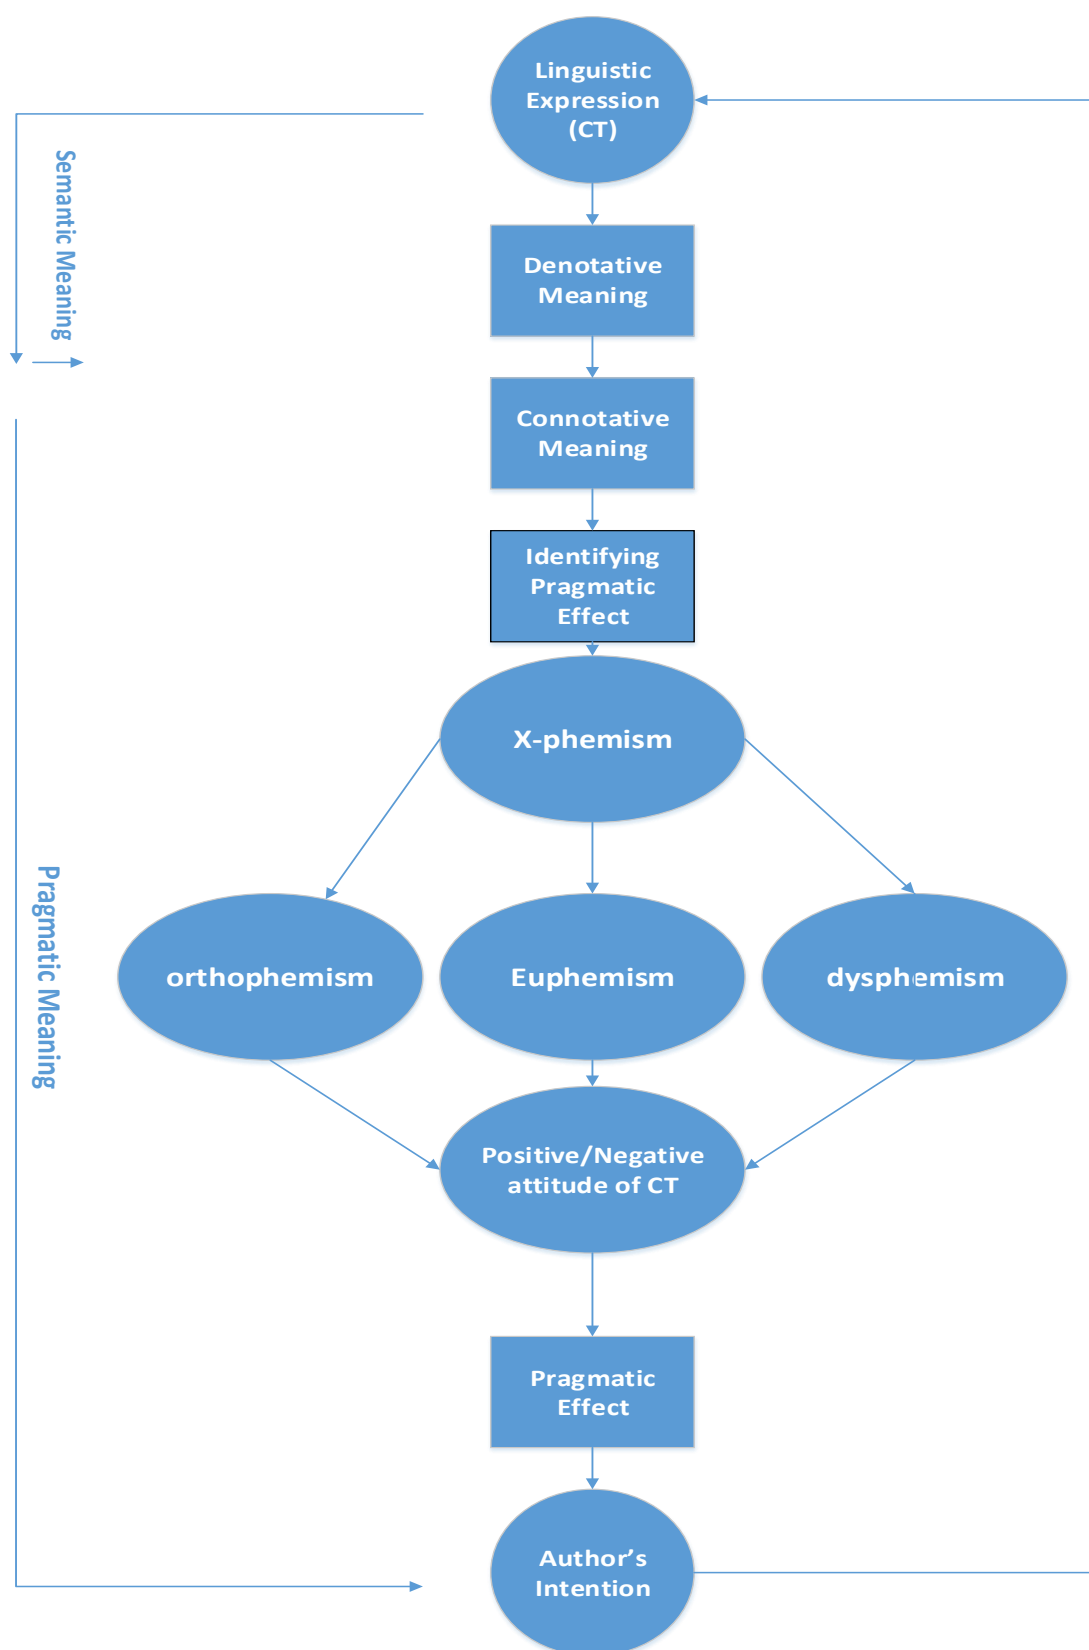 Linguistic
Expression
(CT)
Semantic Meaning
Denotative
Meaning
Connotative
Meaning
Identifying
Pragmatic
Effect
X-phemism
Pragmatic Meaning
orthophemism
Euphemism
dysphemism
Positive/Negative
attitude of CT
Pragmatic
Effect
Author’s
Intention